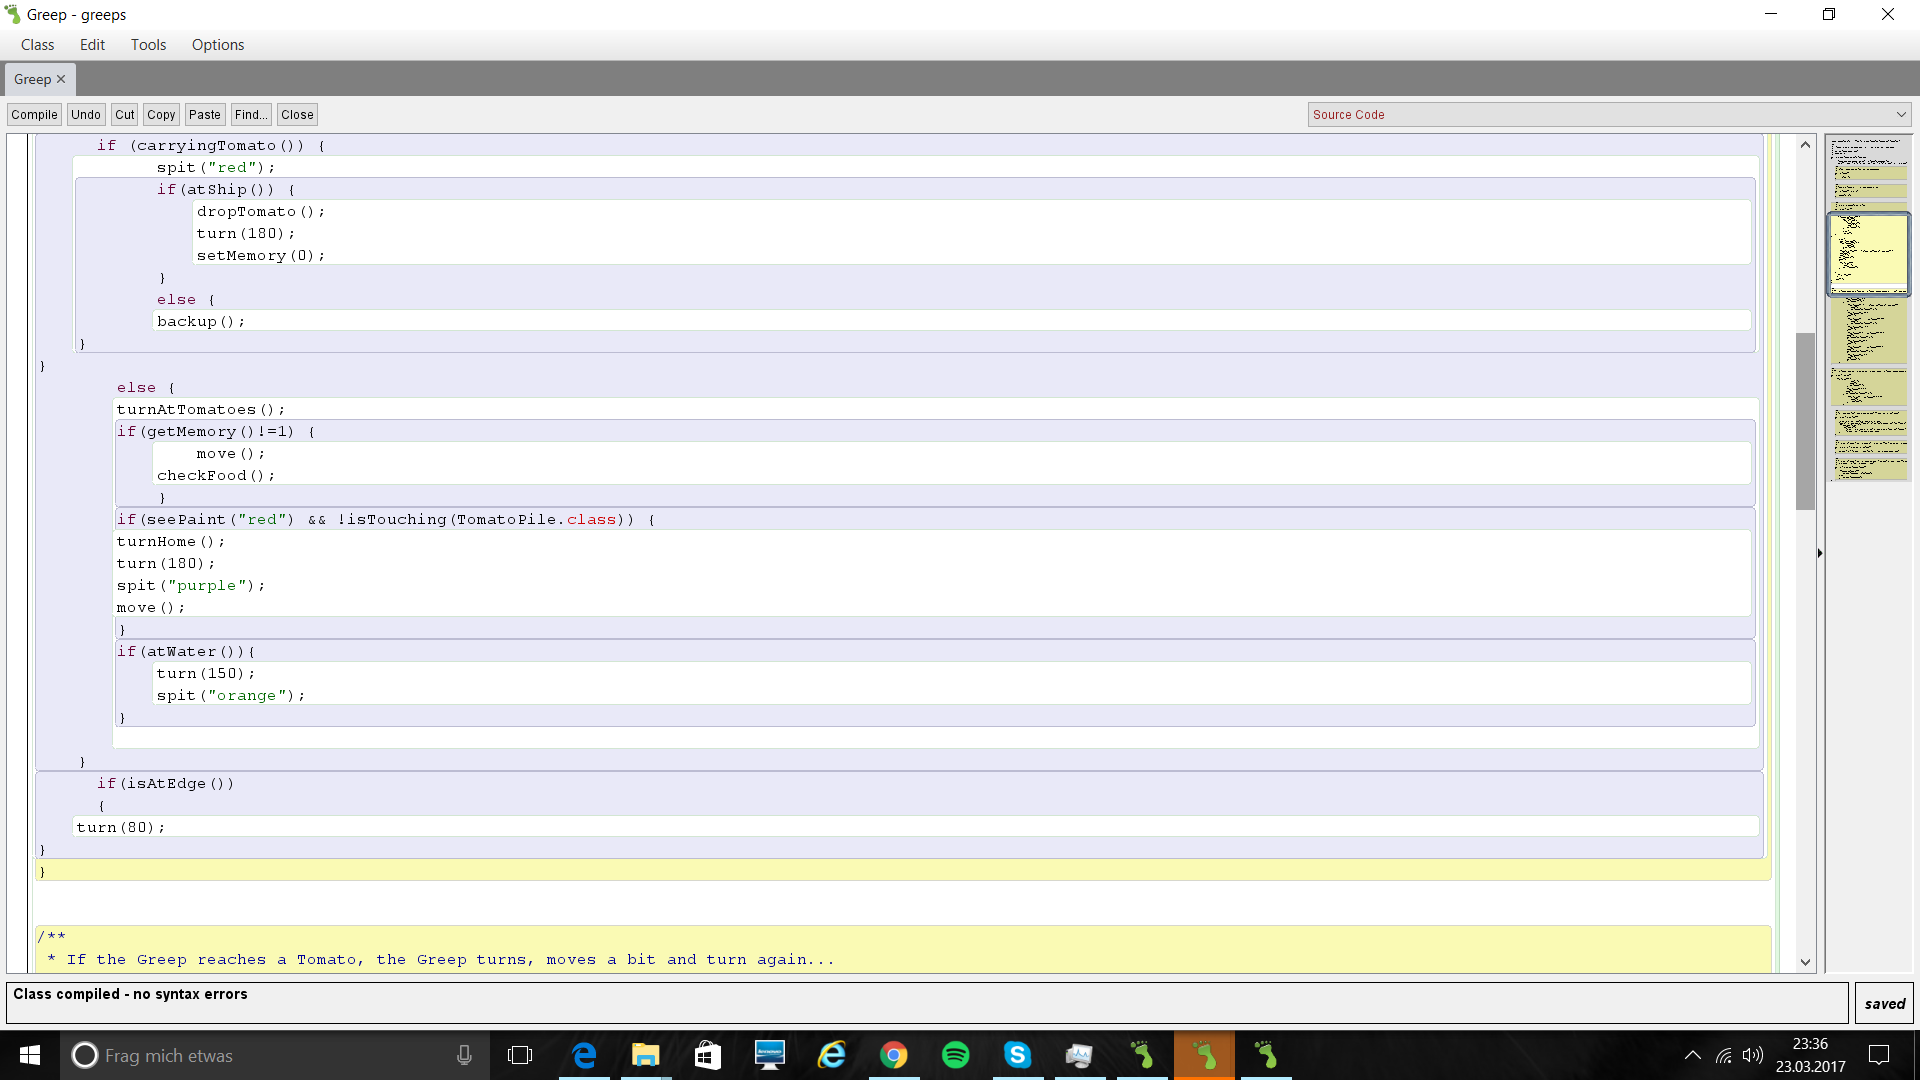 Greep - greeps
Class Edit Tools Options
Greep ✕
Compile Undo Cut Copy Paste Find... Close Source Code
if (carryingTomato()) {
spit("red");
if(atShip()) {
dropTomato();
turn(180);
setMemory(0);
}
else {
backup();
}
}
else {
turnAtTomatoes();
if(getMemory()!=1) {
move();
checkFood();
}
if(seePaint("red") && !isTouching(TomatoPile.class)) {
turnHome();
turn(180);
spit("purple");
move();
}
if(atWater()){
turn(150);
spit("orange");
}
}
if(isAtEdge())
{
turn(80);
}
}
/**
* If the Greep reaches a Tomato, the Greep turns, moves a bit and turn again...
Class compiled - no syntax errors
saved
Frag mich etwas
23:36
23.03.2017